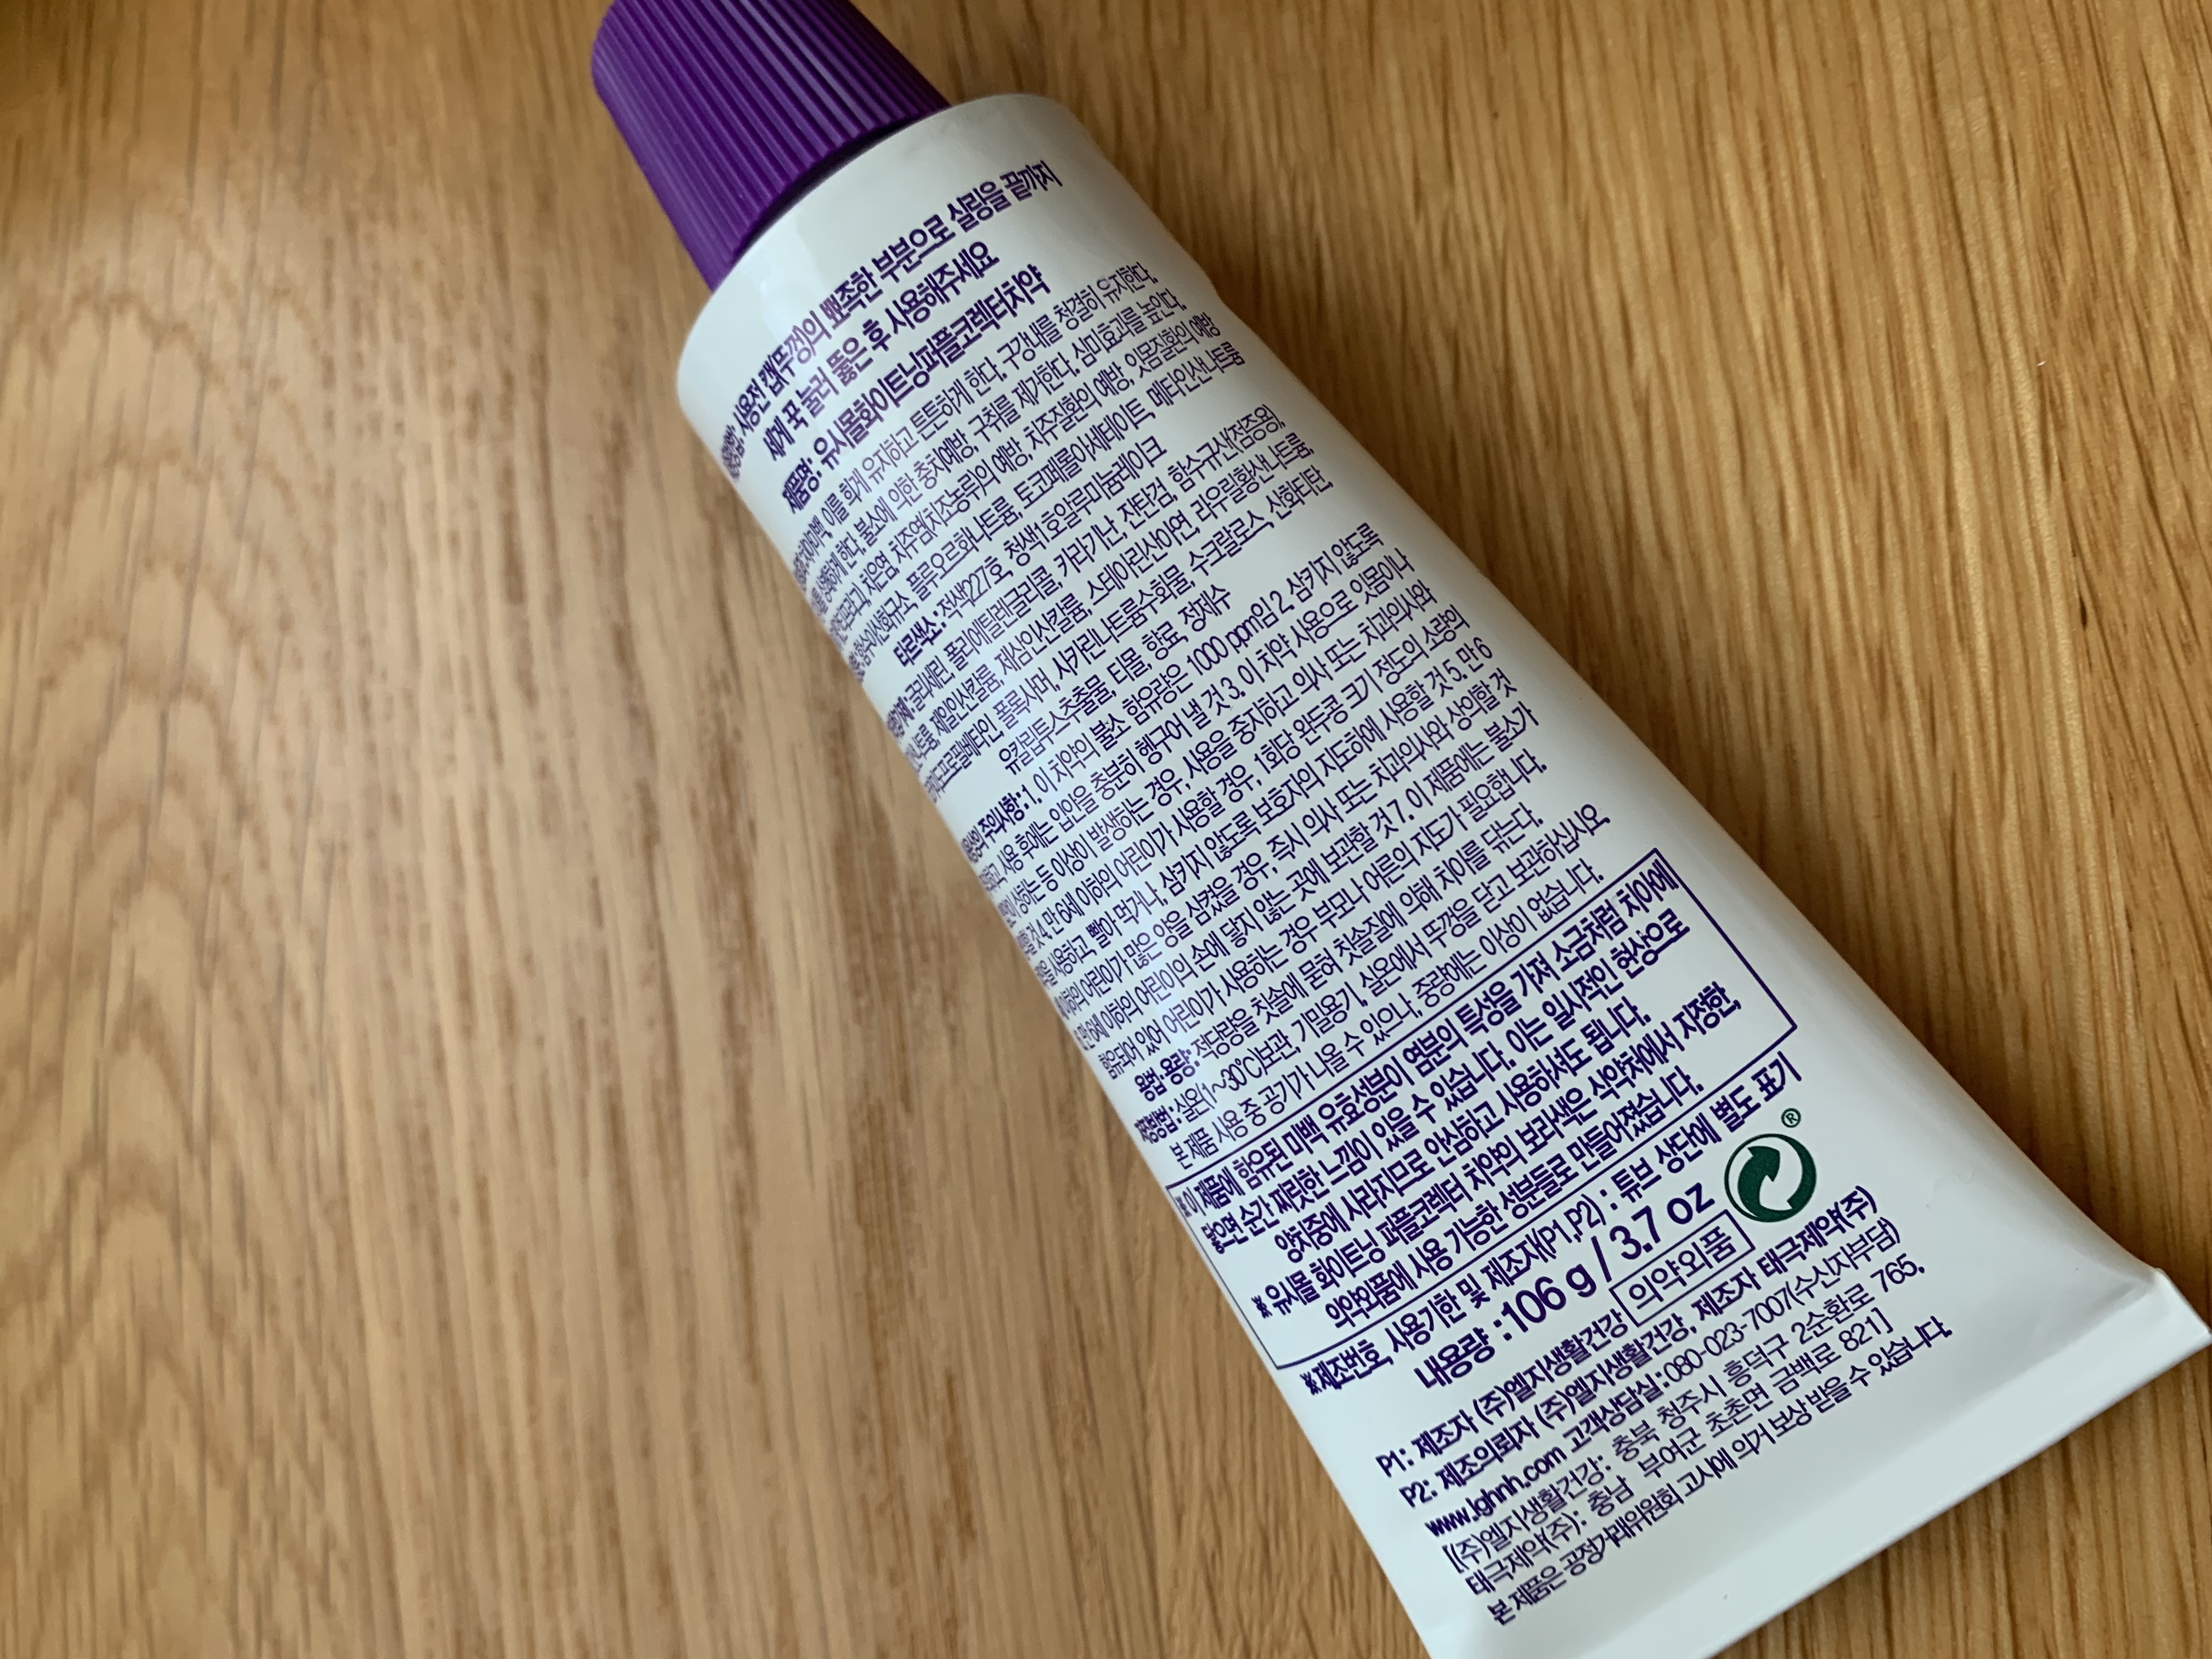 사용전 캡(뚜껑)의 뾰족한 부분으로 실링을 끝까지
세게 꾹 눌러 뚫은 후 사용해주세요
제품명: 유시몰화이트닝퍼플코렉터치약
이를 희게 유지하고 튼튼하게 한다. 구강내를 청결히 유지한다.
상쾌하게 한다. 불소에 의한 충치예방, 구취를 제거한다. 심미효과를 높인다.
치은염, 치주염(치조농루)의 예방, 치주질환의 예방, 잇몸질환의 예방
함수이산화규소, 플루오르화나트륨, 토코페롤아세테이트, 메타인산나트륨
타르색소: 적색227호, 청색1호알루미늄레이크
글리세린, 폴리에틸렌글리콜, 카라기난, 잔탄검, 함수규산(점증용),
제일인산칼륨, 제삼인산칼륨, 스테아린산아연, 라우릴황산나트륨,
폴록사머, 사카린나트륨수화물, 수크랄로스, 산화티탄,
유칼립투스추출물, 티몰, 향료, 정제수
주의사항: 1. 이 치약의 불소 함유량은 1000 ppm임 2. 삼키지 않도록
사용 후에는 입안을 충분히 헹구어 낼 것 3. 이 치약 사용으로 잇몸이나
상하는 등 이상이 발생하는 경우, 사용을 중지하고 의사 또는 치과의사와
4. 만 6세 이하의 어린이가 사용할 경우, 1회당 완두콩 크기 정도의 소량의
사용하고, 빨아 먹거나, 삼키지 않도록 보호자의 지도하에 사용할 것 5. 만 6
이하의 어린이가 많은 양을 삼켰을 경우, 즉시 의사 또는 치과의사와 상의할 것
만 6세 이하의 어린이의 손에 닿지 않는 곳에 보관할 것 7. 이 제품에는 불소가
함유되어 있어 어린이가 사용하는 경우 부모나 어른의 지도가 필요합니다.
용법·용량: 적당량을 칫솔에 묻혀 칫솔질에 의해 치아를 닦는다.
저장방법: 실온(1~30℃)보관, 기밀용기, 실온에서 뚜껑을 닫고 보관하십시오.
본 제품 사용 중 공기가 나올 수 있으나, 중량에는 이상이 없습니다.
※ 이 제품에 함유된 미백 유효성분이 염분의 특성을 가져 소금처럼 치아에
닿으면 순간 찌릿한 느낌이 있을 수 있습니다. 이는 일시적인 현상으로
양치중에 사라지므로 안심하고 사용하셔도 됩니다.
※ 유시몰 화이트닝 퍼플코렉터 치약의 보라색은 식약처에서 지정한,
의약외품에 사용 가능한 성분들로 만들어졌습니다.
※제조번호, 사용기한 및 제조자(P1,P2) : 튜브 상단에 별도 표기
내용량 :106 g / 3.7 oz
®
P1: 제조자 (주)엘지생활건강 의약외품
P2: 제조의뢰자 (주)엘지생활건강, 제조자 태극제약(주)
www.lghnh.com 고객상담실:080-023-7007(수신자부담)
[(주)엘지생활건강: 충북 청주시 흥덕구 2순환로 765,
태극제약(주): 충남 부여군 초촌면 금백로 821]
본 제품은 공정거래위원회 고시에 의거 보상 받을 수 있습니다.